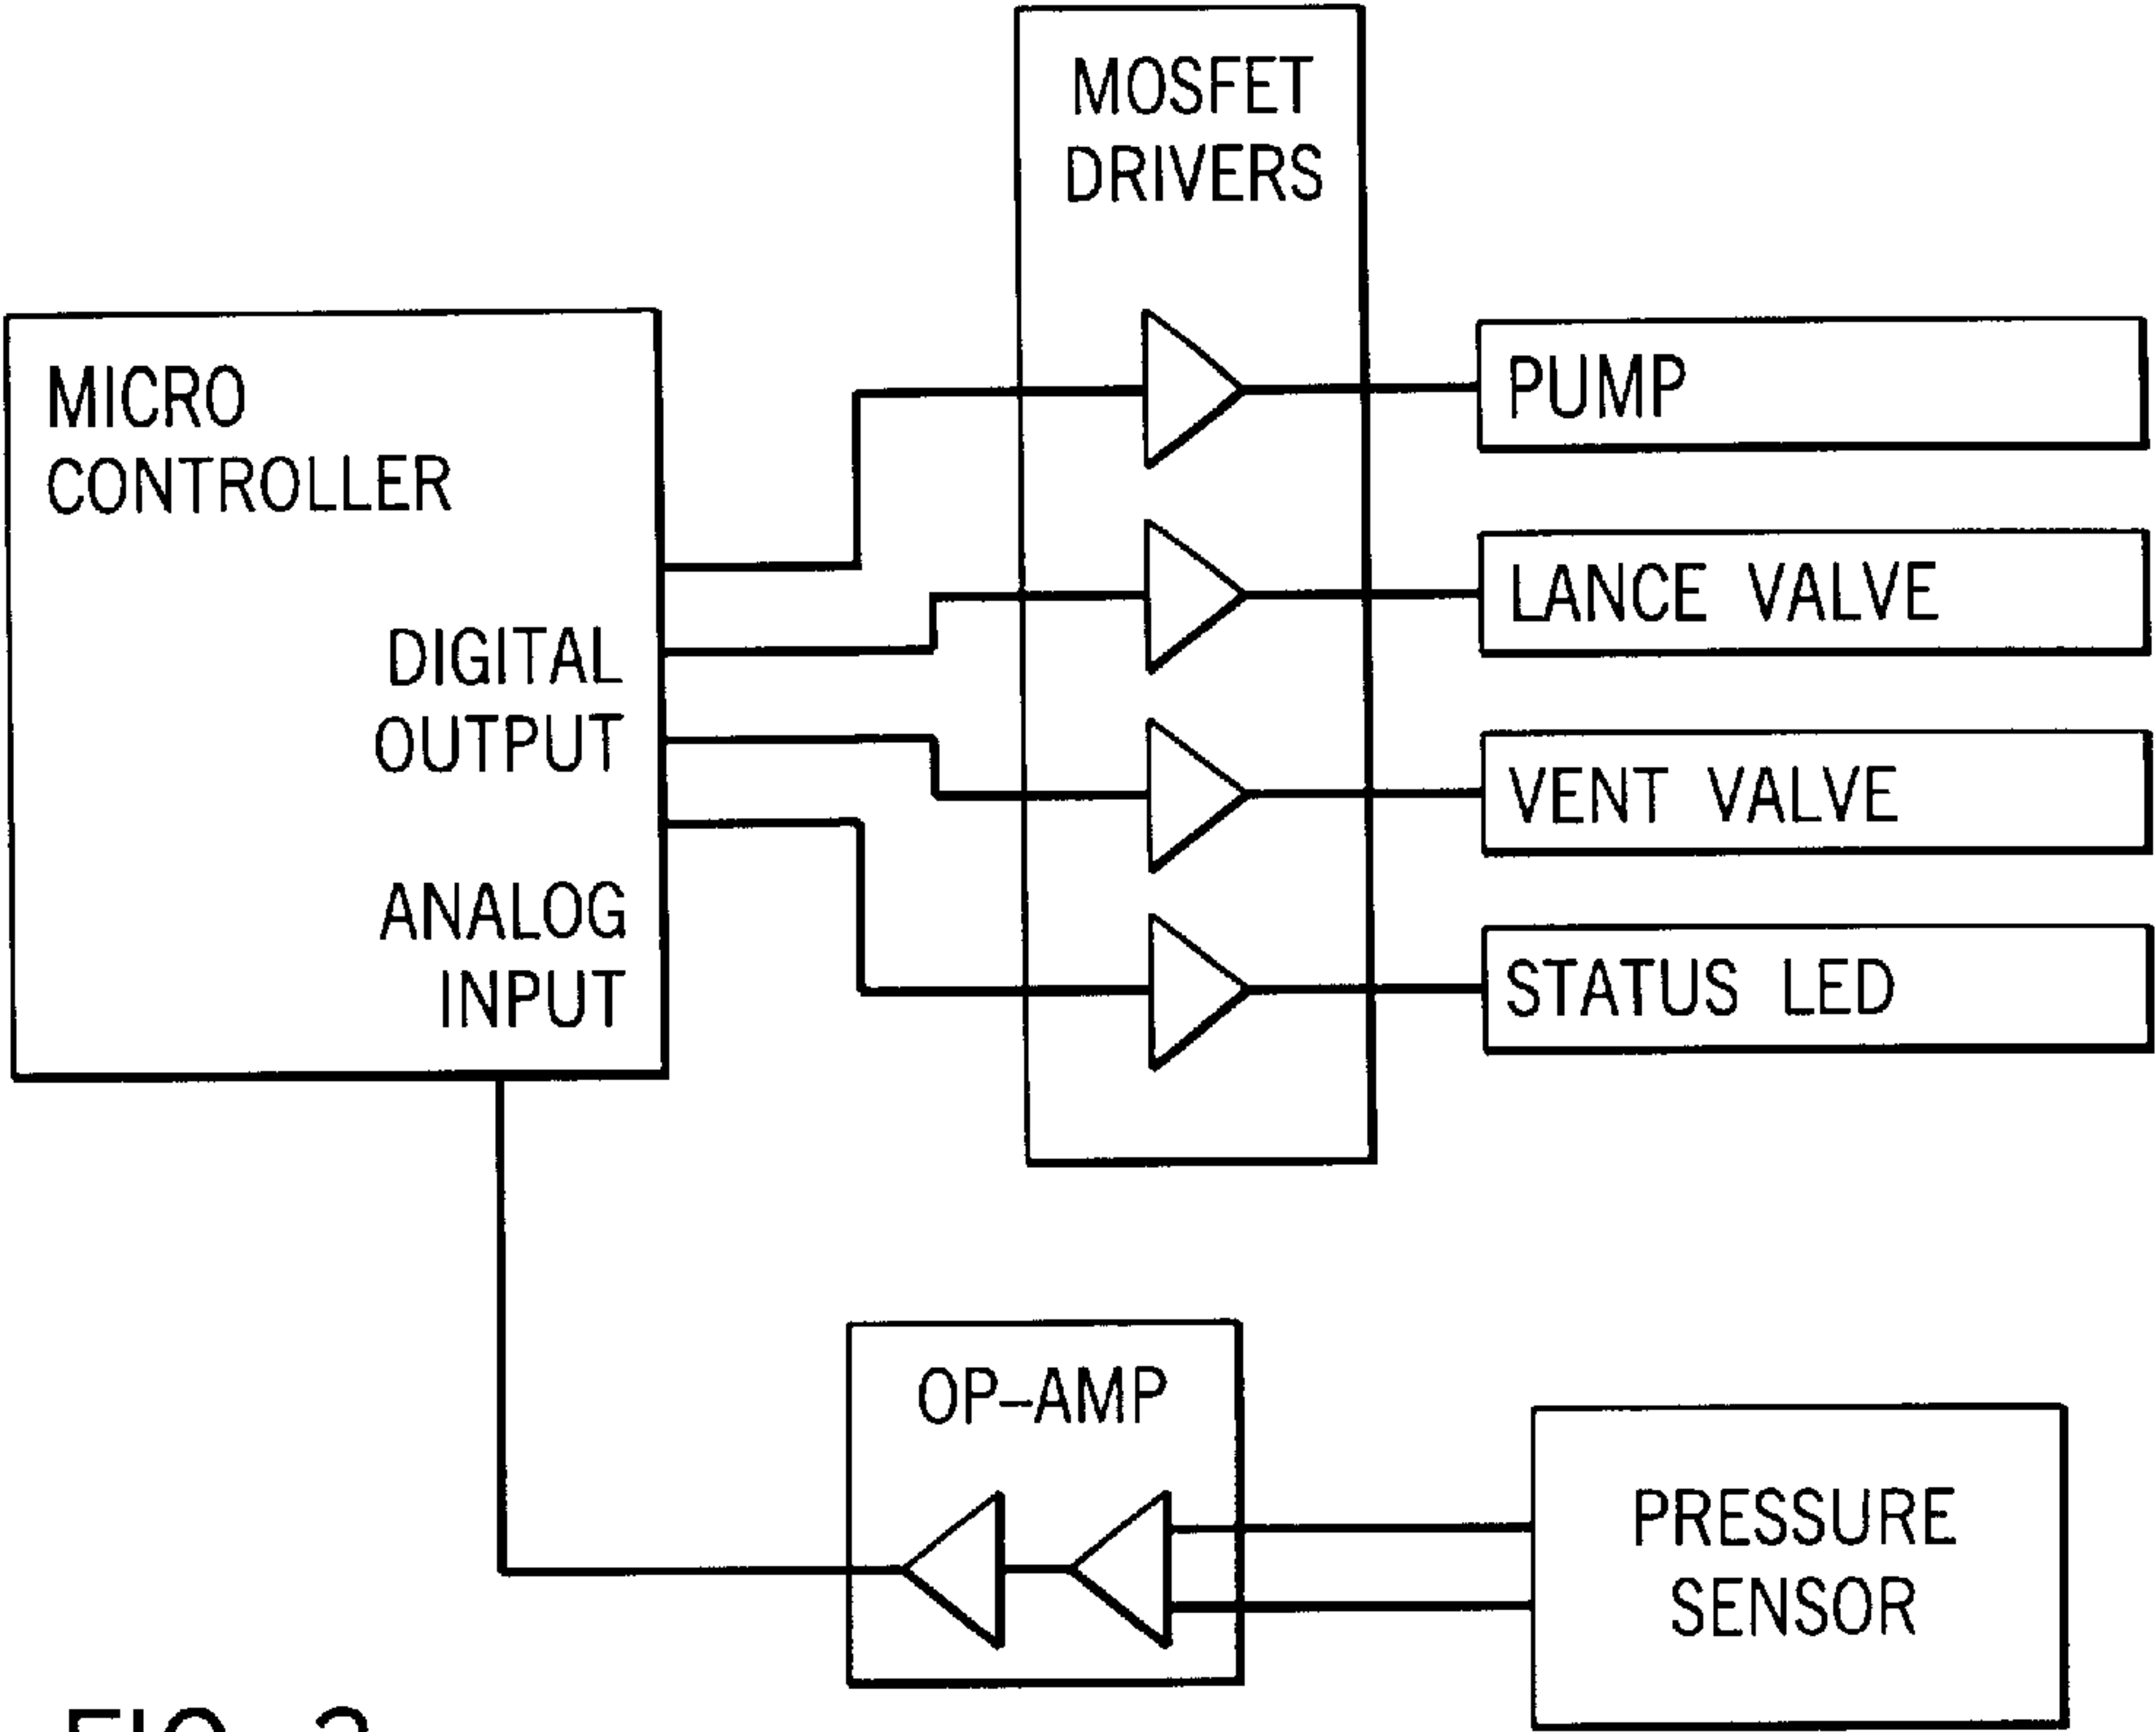 MOSFET
DRIVERS
MICRO
CONTROLLER
DIGITAL
OUTPUT
ANALOG
INPUT
PUMP
LANCE VALVE
VENT VALVE
STATUS LED
OP-AMP
PRESSURE
SENSOR